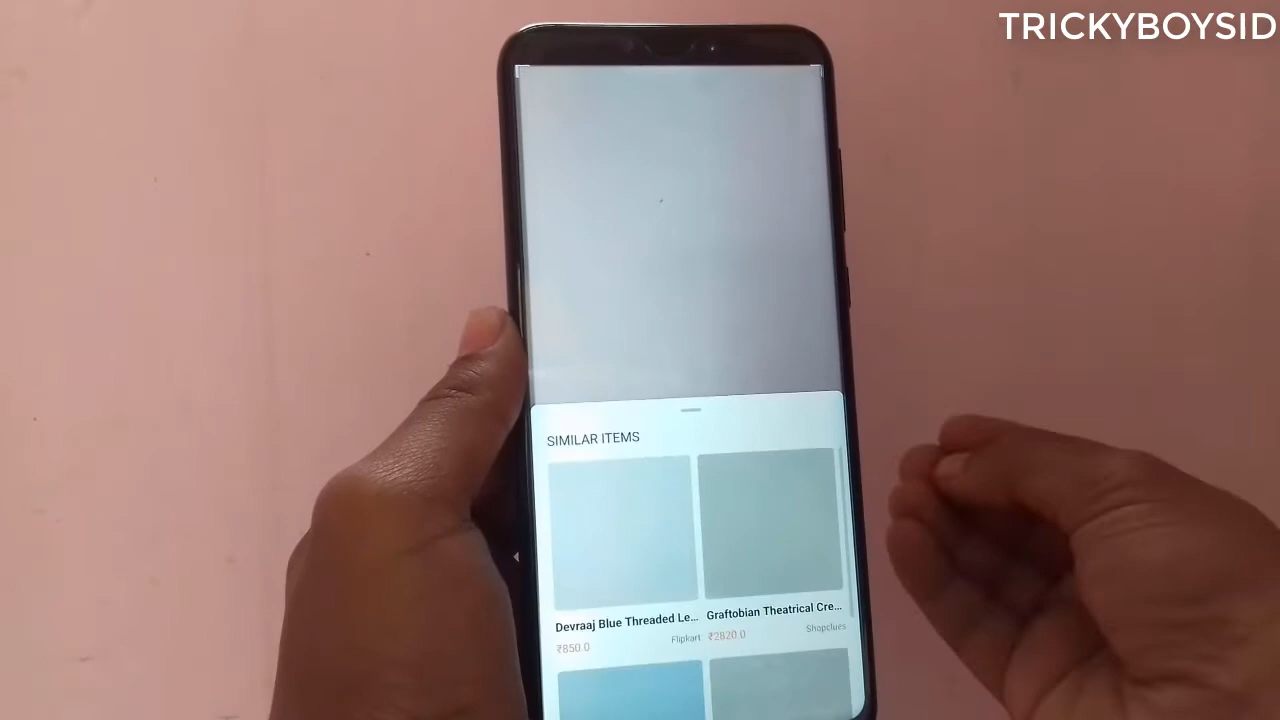 TRICKYBOYSID
SIMILAR ITEMS
Devraaj Blue Threaded Le...
₹850.0 Flipkart
Graftobian Theatrical Cre...
₹2820.0 Shopclues